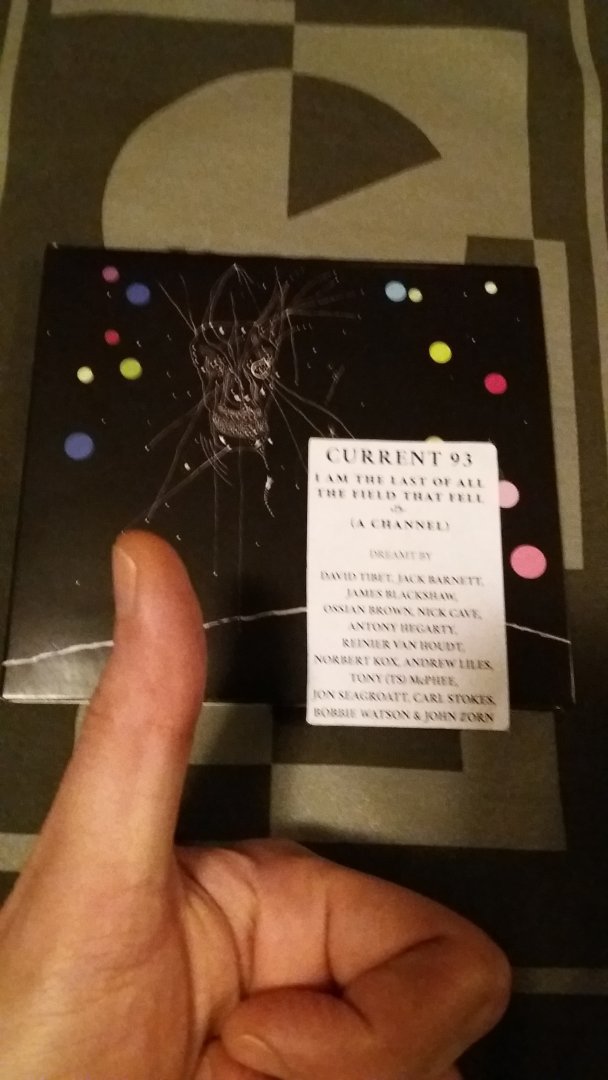 CURRENT 93
I AM THE LAST OF ALL
THE FIELD THAT FELL
(A CHANNEL)
DREAMT BY
DAVID TIBET, JACK BARNETT,
JAMES BLACKSHAW,
OSSIAN BROWN, NICK CAVE,
ANTONY HEGARTY,
REINIER VAN HOUDT,
NORBERT KOX, ANDREW LILES,
TONY (TS) McPHEE,
JON SEAGROATT, CARL STOKES,
BOBBIE WATSON & JOHN ZORN